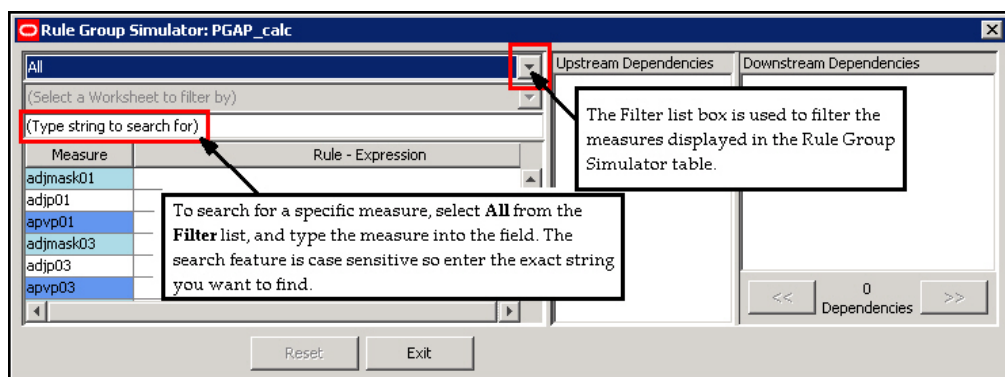 Rule Group Simulator: PGAP_calc
All
(Select a Worksheet to filter by)
(Type string to search for)
Measure Rule - Expression
adjmask01
adjp01
apvp01
adjmask03
adjp03
apvp03
To search for a specific measure, select All from the
Filter list, and type the measure into the field. The
search feature is case sensitive so enter the exact string
you want to find.
Upstream Dependencies
Downstream Dependencies
The Filter list box is used to filter the
measures displayed in the Rule Group
Simulator table.
<< 0 >>
Dependencies
Reset Exit